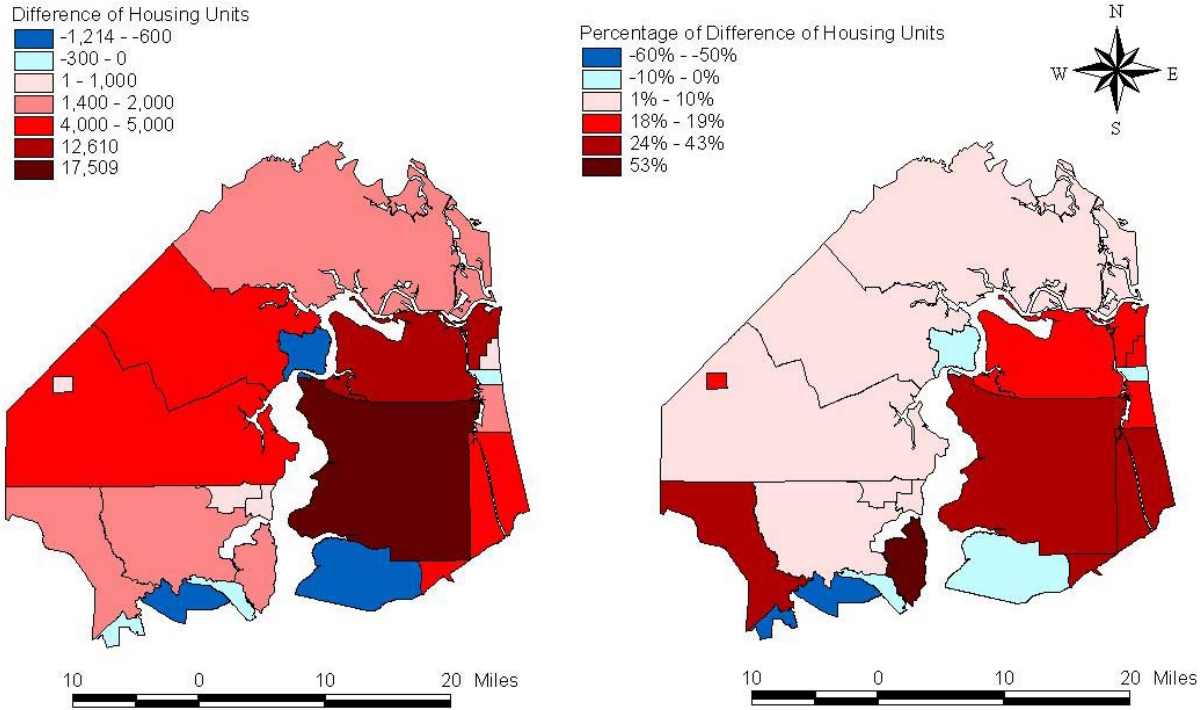 Difference of Housing Units
-1,214 - -600
-300 - 0
1 - 1,000
1,400 - 2,000
4,000 - 5,000
12,610
17,509
Percentage of Difference of Housing Units
-60% - -50%
-10% - 0%
1% - 10%
18% - 19%
24% - 43%
53%
N
W E
S
10 0 10 20 Miles
10 0 10 20 Miles